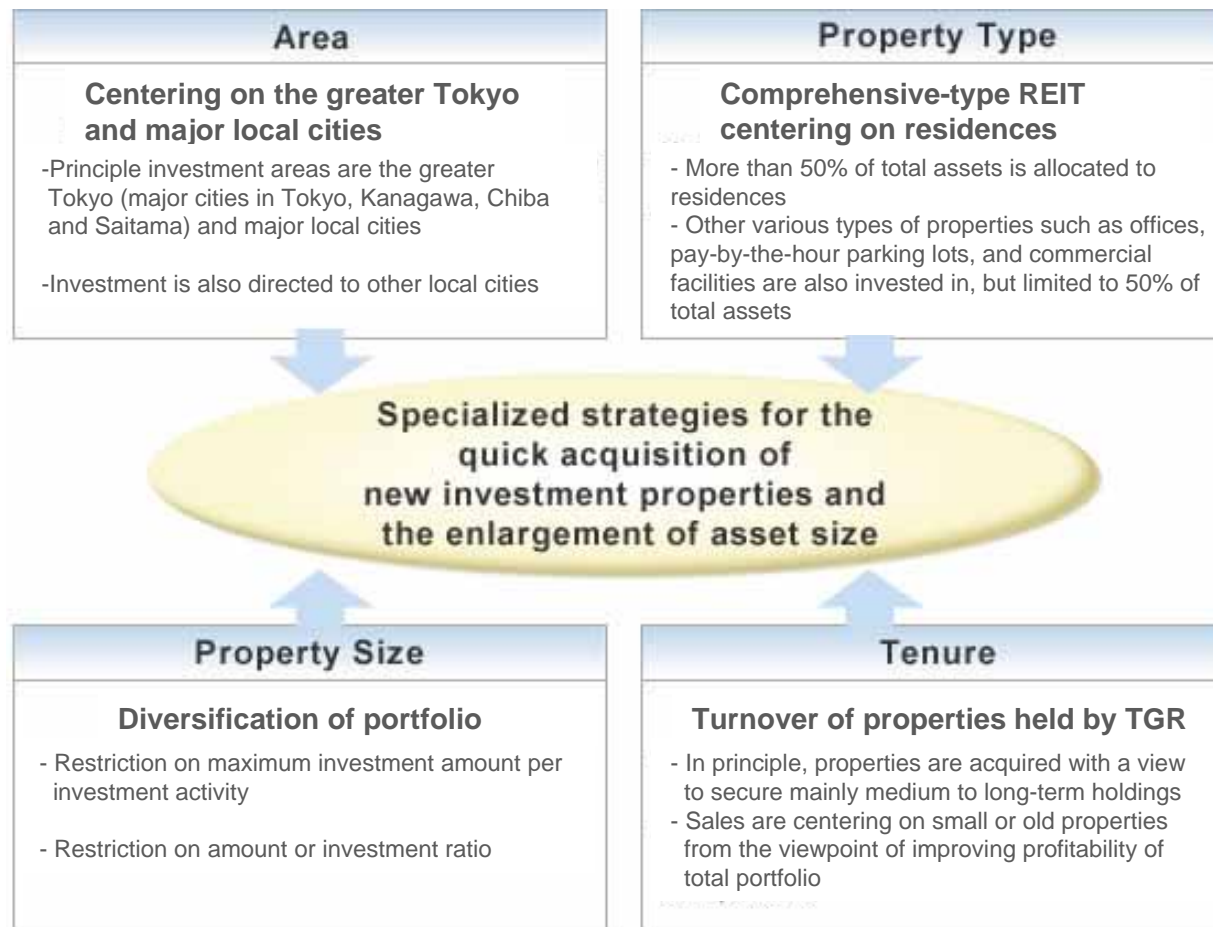 Area
Centering on the greater Tokyo
and major local cities
-Principle investment areas are the greater
Tokyo (major cities in Tokyo, Kanagawa, Chiba
and Saitama) and major local cities
-Investment is also directed to other local cities
Property Type
Comprehensive-type REIT
centering on residences
- More than 50% of total assets is allocated to
residences
- Other various types of properties such as offices,
pay-by-the-hour parking lots, and commercial
facilities are also invested in, but limited to 50% of
total assets
Specialized strategies for the
quick acquisition of
new investment properties and
the enlargement of asset size
Property Size
Diversification of portfolio
- Restriction on maximum investment amount per
investment activity
- Restriction on amount or investment ratio
Tenure
Turnover of properties held by TGR
- In principle, properties are acquired with a view
to secure mainly medium to long-term holdings
- Sales are centering on small or old properties
from the viewpoint of improving profitability of
total portfolio